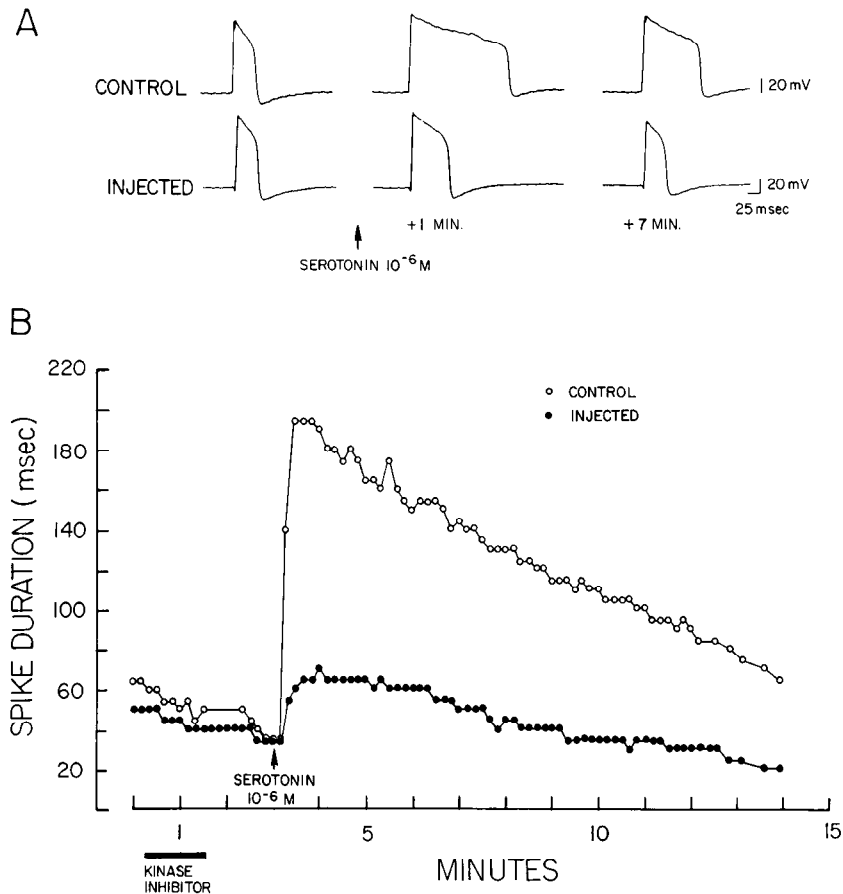 A
CONTROL
20 mV
INJECTED
20 mV
25 msec
+1 MIN.
+7 MIN.
SEROTONIN 10⁻⁶ M
B
220
180
140
100
60
20
SPIKE DURATION (msec)
CONTROL
INJECTED
SEROTONIN
10⁻⁶ M
1
5
10
15
KINASE
INHIBITOR
MINUTES